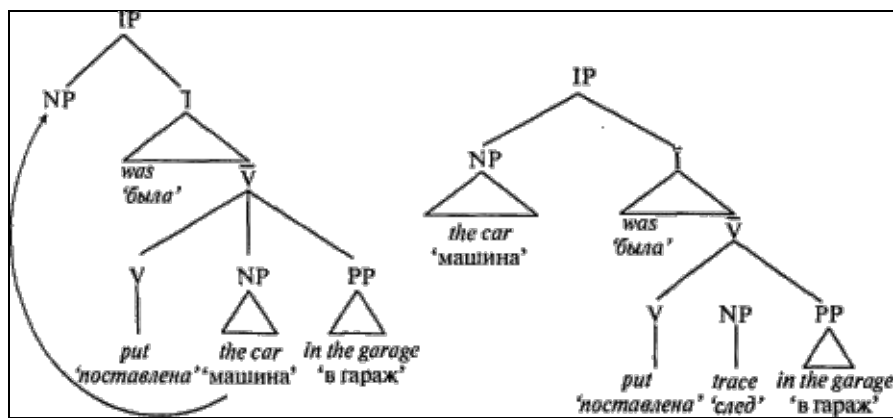 IP
NP Ī
was
‘была’
V̄
V NP PP
put the car in the garage
‘поставлена’ ‘машина’ ‘в гараж’
IP
NP Ī
the car was
‘машина’ ‘была’
V̄
V NP PP
put trace in the garage
‘поставлена’ ‘след’ ‘в гараж’